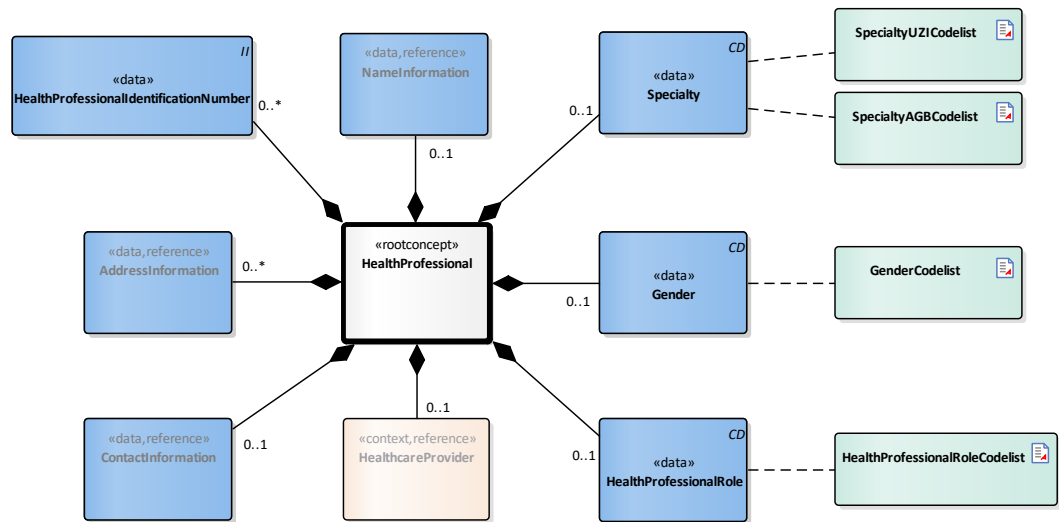 II
«data»
HealthProfessionalIdentificationNumber
0..*
«data,reference»
NameInformation
0..1
CD
«data»
Specialty
0..1
SpecialtyUZICodelist
SpecialtyAGBCodelist
«data,reference»
AddressInformation
0..*
«rootconcept»
HealthProfessional
CD
«data»
Gender
0..1
GenderCodelist
«data,reference»
ContactInformation
0..1
«context,reference»
HealthcareProvider
0..1
CD
«data»
HealthProfessionalRole
0..1
HealthProfessionalRoleCodelist